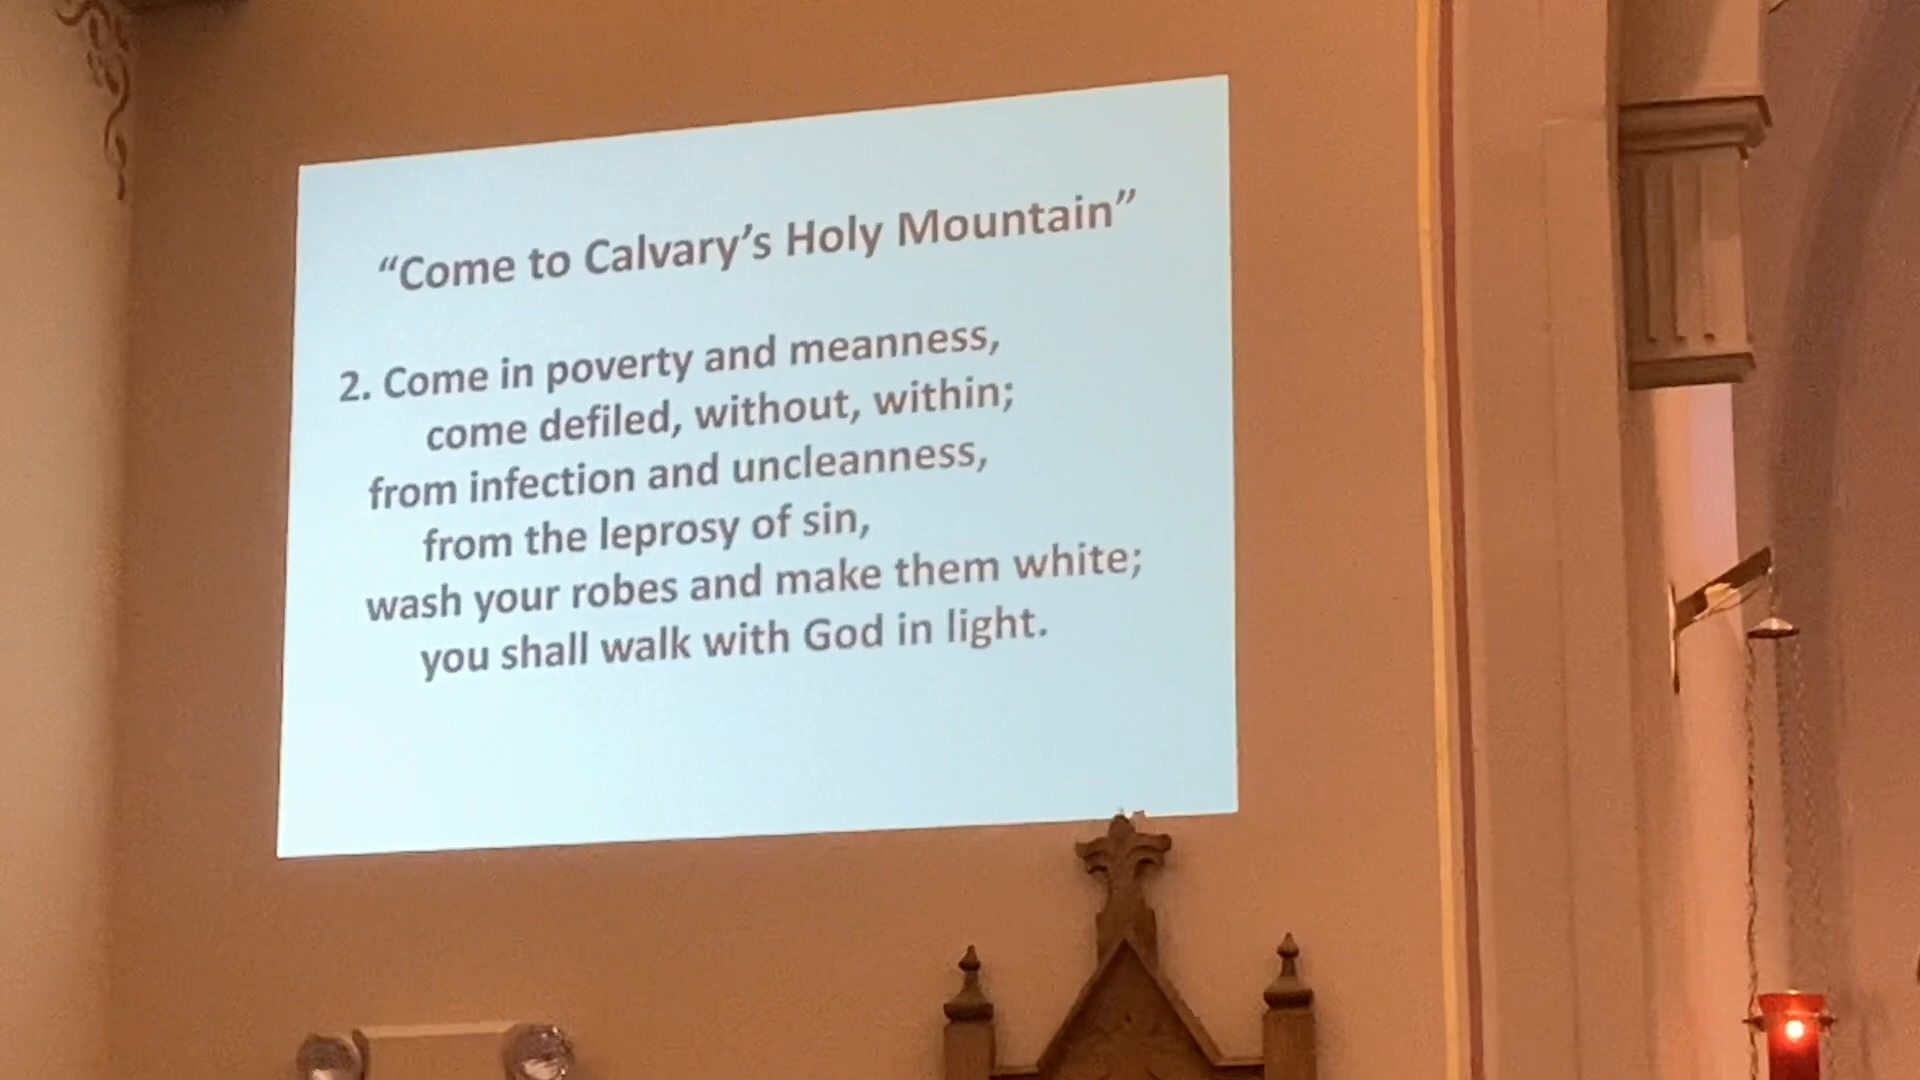 “Come to Calvary’s Holy Mountain”
2. Come in poverty and meanness,
come defiled, without, within;
from infection and uncleanness,
from the leprosy of sin,
wash your robes and make them white;
you shall walk with God in light.